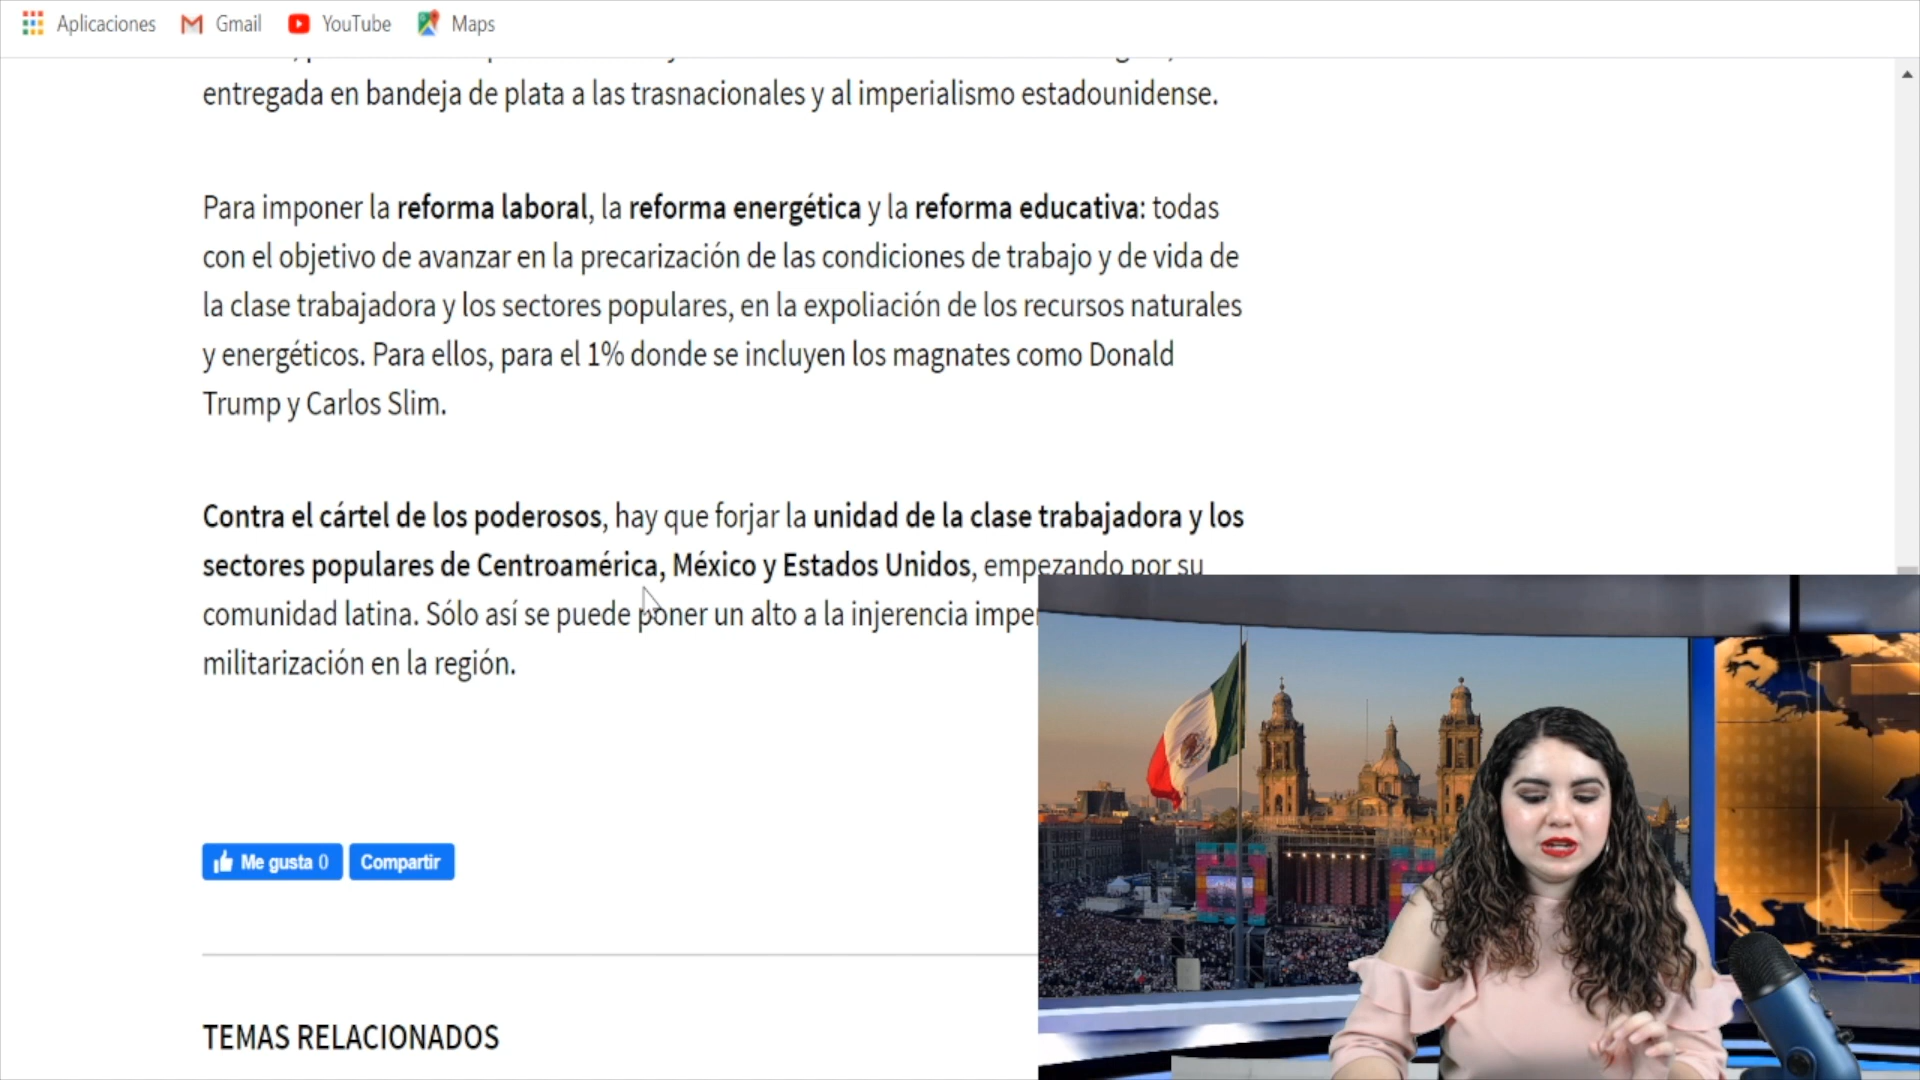 Aplicaciones Gmail YouTube Maps
entregada en bandeja de plata a las trasnacionales y al imperialismo estadounidense.
Para imponer la reforma laboral, la reforma energética y la reforma educativa: todas
con el objetivo de avanzar en la precarización de las condiciones de trabajo y de vida de
la clase trabajadora y los sectores populares, en la expoliación de los recursos naturales
y energéticos. Para ellos, para el 1% donde se incluyen los magnates como Donald
Trump y Carlos Slim.
Contra el cártel de los poderosos, hay que forjar la unidad de la clase trabajadora y los
sectores populares de Centroamérica, México y Estados Unidos, empezando por su
comunidad latina. Sólo así se puede poner un alto a la injerencia
militarización en la región.
Me gusta 0 Compartir
TEMAS RELACIONADOS